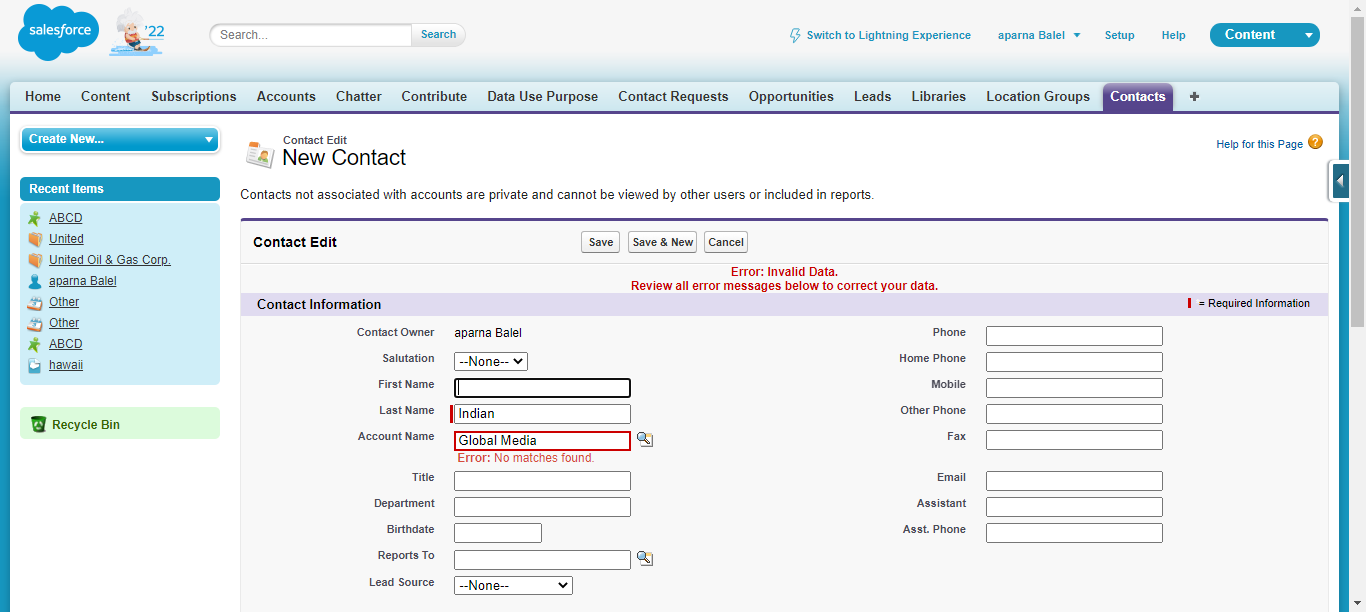 salesforce
'22
Search...
Search
Switch to Lightning Experience
aparna Balel
Setup
Help
Content
Home
Content
Subscriptions
Accounts
Chatter
Contribute
Data Use Purpose
Contact Requests
Opportunities
Leads
Libraries
Location Groups
Contacts
+
Create New...
Recent Items
ABCD
United
United Oil & Gas Corp.
aparna Balel
Other
Other
ABCD
hawaii
Recycle Bin
Contact Edit
New Contact
Help for this Page ?
Contacts not associated with accounts are private and cannot be viewed by other users or included in reports.
Contact Edit
Save
Save & New
Cancel
Error: Invalid Data.
Review all error messages below to correct your data.
Contact Information
= Required Information
Contact Owner aparna Balel
Salutation --None--
First Name
Last Name Indian
Account Name Global Media
Error: No matches found.
Title
Department
Birthdate
Reports To
Lead Source --None--
Phone
Home Phone
Mobile
Other Phone
Fax
Email
Assistant
Asst. Phone